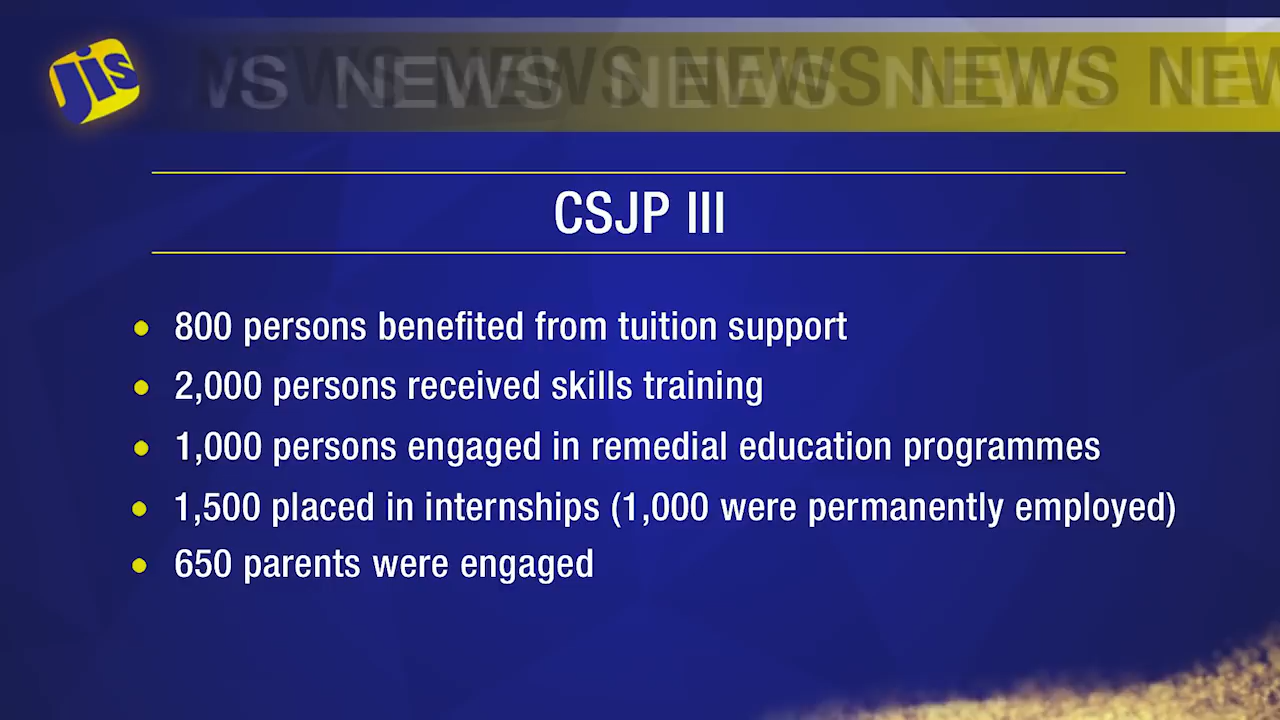 jis
NEWS NEWS NEWS NEWS NEWS
CSJP III
800 persons benefited from tuition support
2,000 persons received skills training
1,000 persons engaged in remedial education programmes
1,500 placed in internships (1,000 were permanently employed)
650 parents were engaged